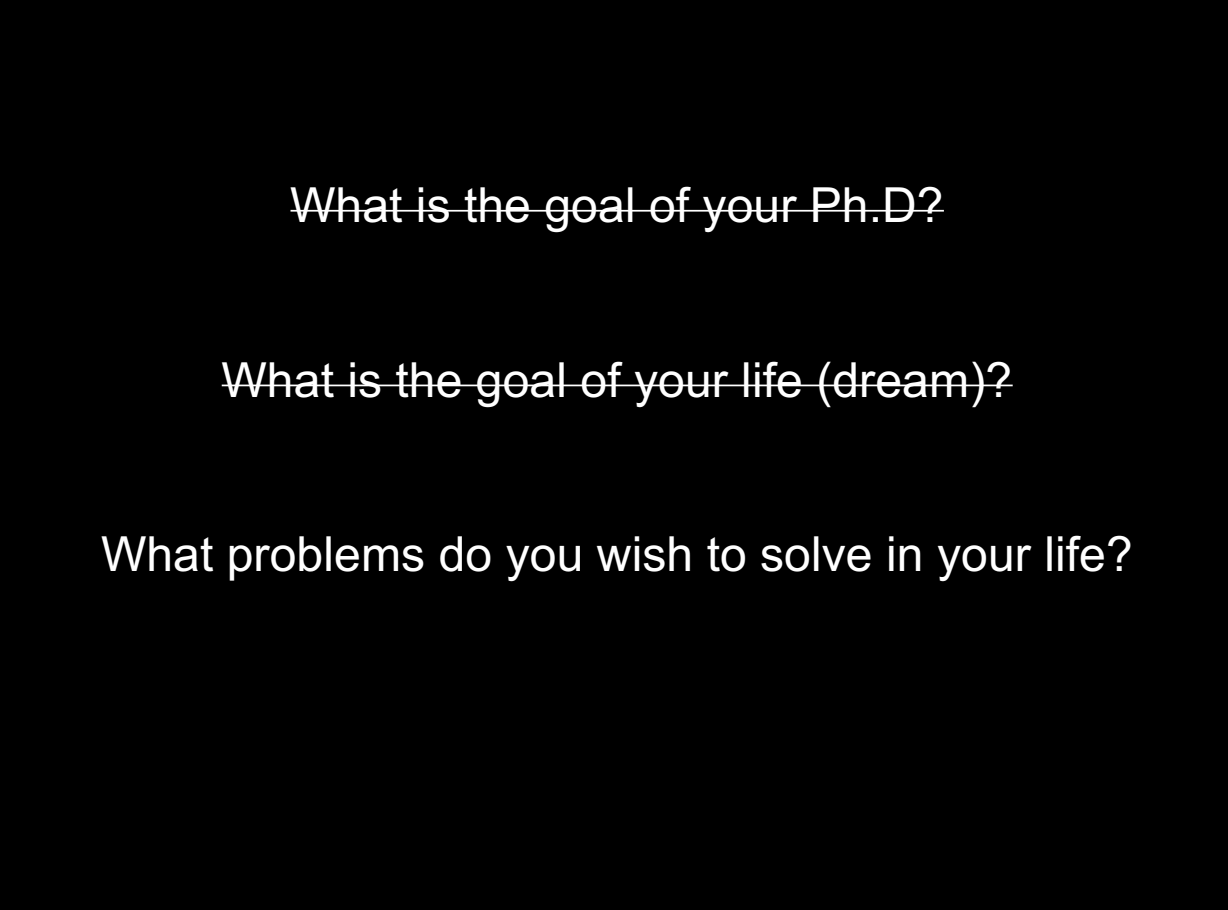 What is the goal of your Ph.D?
What is the goal of your life (dream)?
What problems do you wish to solve in your life?